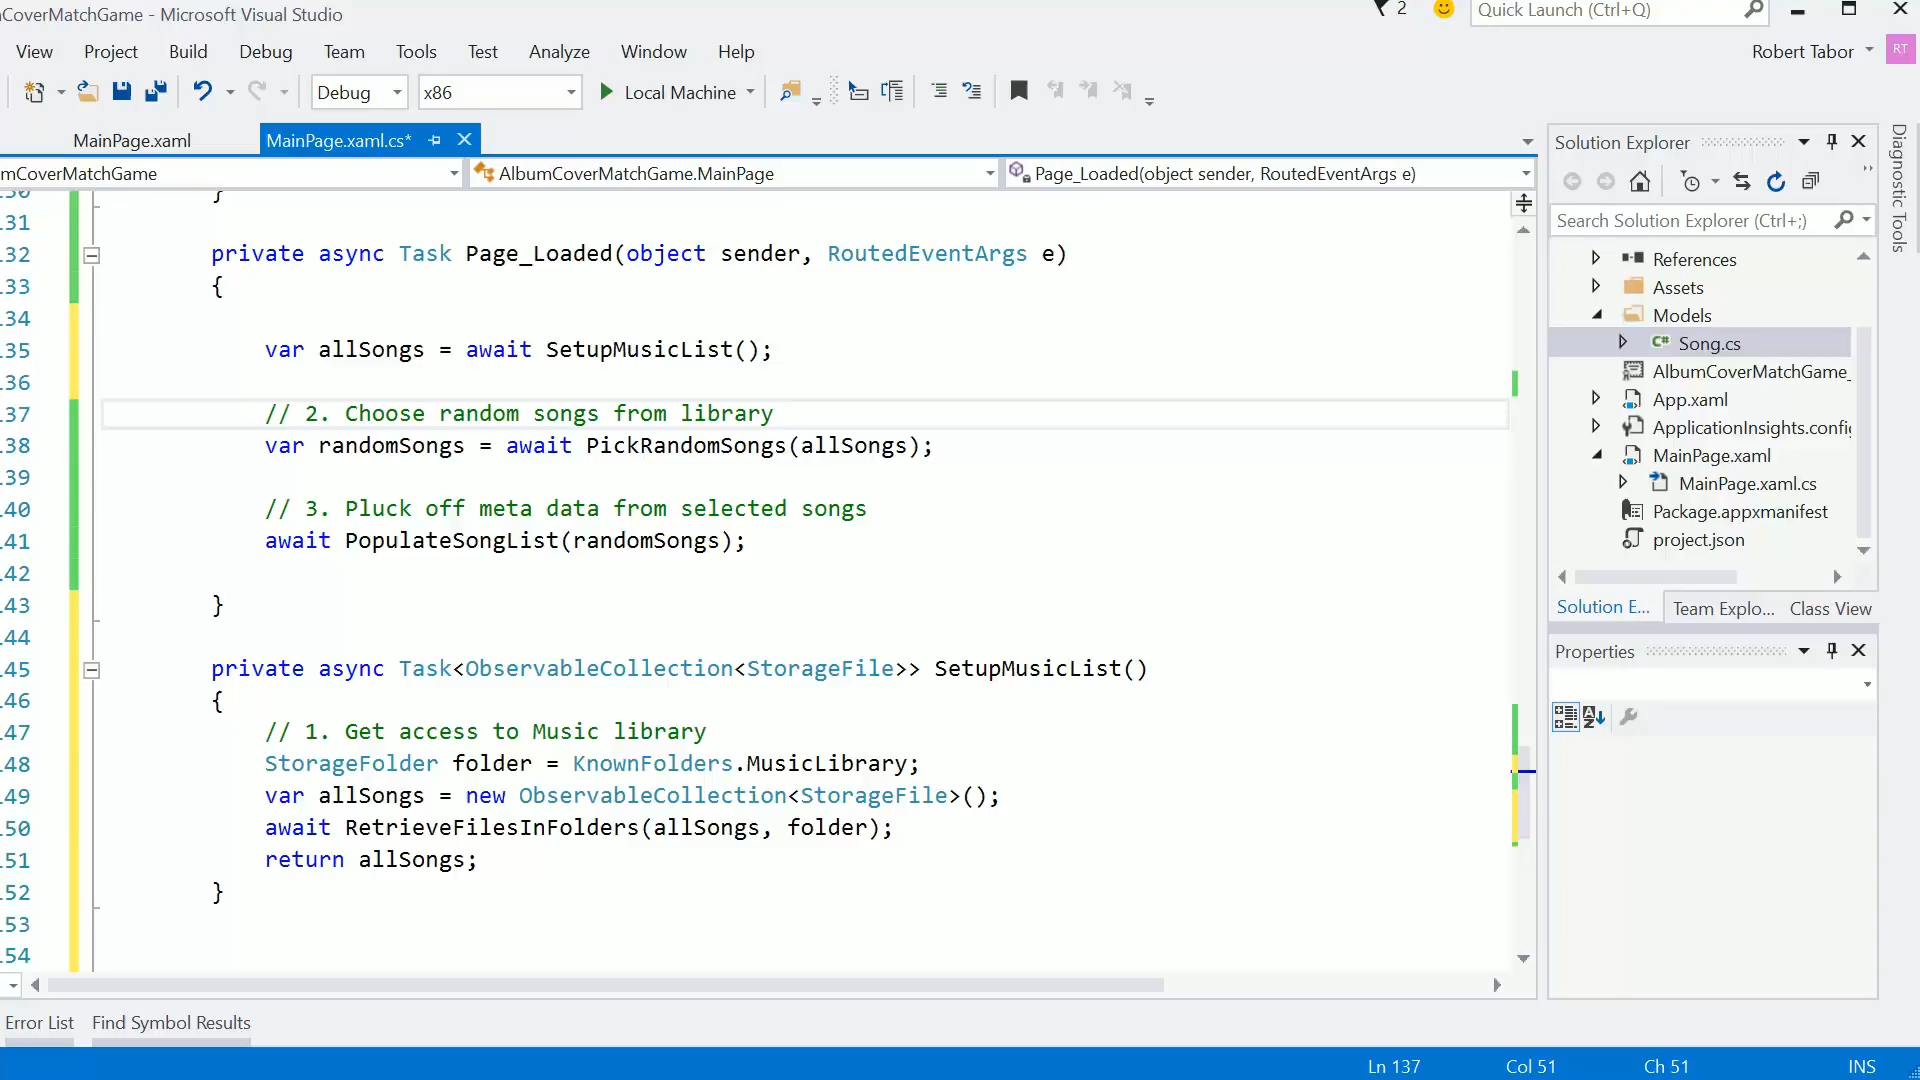 CoverMatchGame - Microsoft Visual Studio
2
Quick Launch (Ctrl+Q)
View Project Build Debug Team Tools Test Analyze Window Help
Robert Tabor
RT
Debug
x86
Local Machine
MainPage.xaml
MainPage.xaml.cs*
mCoverMatchGame
AlbumCoverMatchGame.MainPage
Page_Loaded(object sender, RoutedEventArgs e)
}
31
32 private async Task Page_Loaded(object sender, RoutedEventArgs e)
33 {
34
35 var allSongs = await SetupMusicList();
36
37 // 2. Choose random songs from library
38 var randomSongs = await PickRandomSongs(allSongs);
39
40 // 3. Pluck off meta data from selected songs
41 await PopulateSongList(randomSongs);
42
43 }
44
45 private async Task<ObservableCollection<StorageFile>> SetupMusicList()
46 {
47 // 1. Get access to Music library
48 StorageFolder folder = KnownFolders.MusicLibrary;
49 var allSongs = new ObservableCollection<StorageFile>();
50 await RetrieveFilesInFolders(allSongs, folder);
51 return allSongs;
52 }
53
54
Solution Explorer
Search Solution Explorer (Ctrl+;)
References
Assets
Models
C# Song.cs
AlbumCoverMatchGame_
App.xaml
ApplicationInsights.config
MainPage.xaml
MainPage.xaml.cs
Package.appxmanifest
project.json
Solution E... Team Explo... Class View
Properties
Diagnostic Tools
Error List Find Symbol Results
Ln 137 Col 51 Ch 51 INS